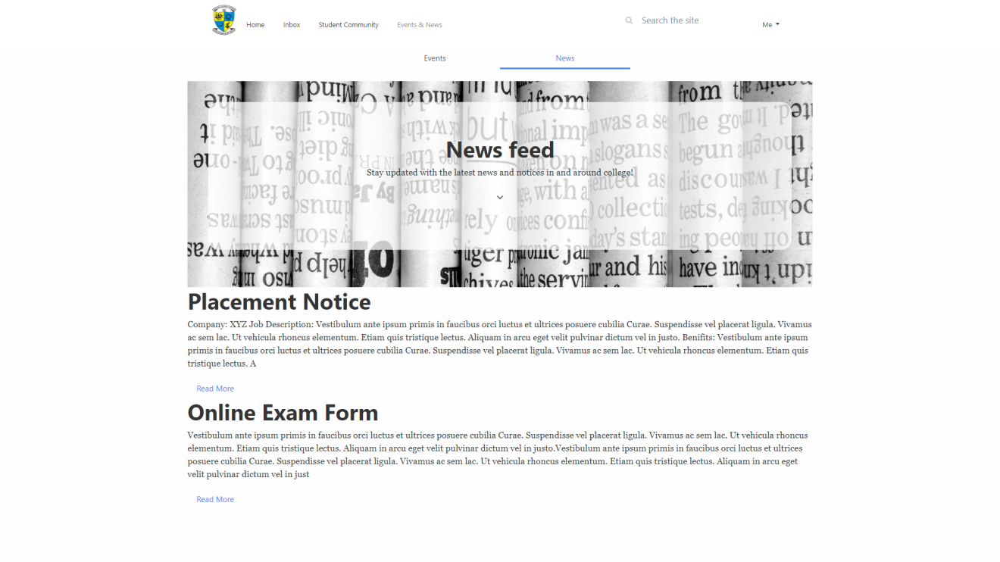 Home
Inbox
Student Community
Events & News
Search the site
Me
Events
News
News feed
Stay updated with the latest news and notices in and around college!
Placement Notice
Company: XYZ Job Description: Vestibulum ante ipsum primis in faucibus orci luctus et ultrices posuere cubilia Curae. Suspendisse vel placerat ligula. Vivamus
ac sem lac. Ut vehicula rhoncus elementum. Etiam quis tristique lectus. Aliquam in arcu eget velit pulvinar dictum vel in justo. Benifits: Vestibulum ante ipsum
primis in faucibus orci luctus et ultrices posuere cubilia Curae. Suspendisse vel placerat ligula. Vivamus ac sem lac. Ut vehicula rhoncus elementum. Etiam quis
tristique lectus. A
Read More
Online Exam Form
Vestibulum ante ipsum primis in faucibus orci luctus et ultrices posuere cubilia Curae. Suspendisse vel placerat ligula. Vivamus ac sem lac. Ut vehicula rhoncus
elementum. Etiam quis tristique lectus. Aliquam in arcu eget velit pulvinar dictum vel in justo.Vestibulum ante ipsum primis in faucibus orci luctus et ultrices
posuere cubilia Curae. Suspendisse vel placerat ligula. Vivamus ac sem lac. Ut vehicula rhoncus elementum. Etiam quis tristique lectus. Aliquam in arcu eget
velit pulvinar dictum vel in just
Read More